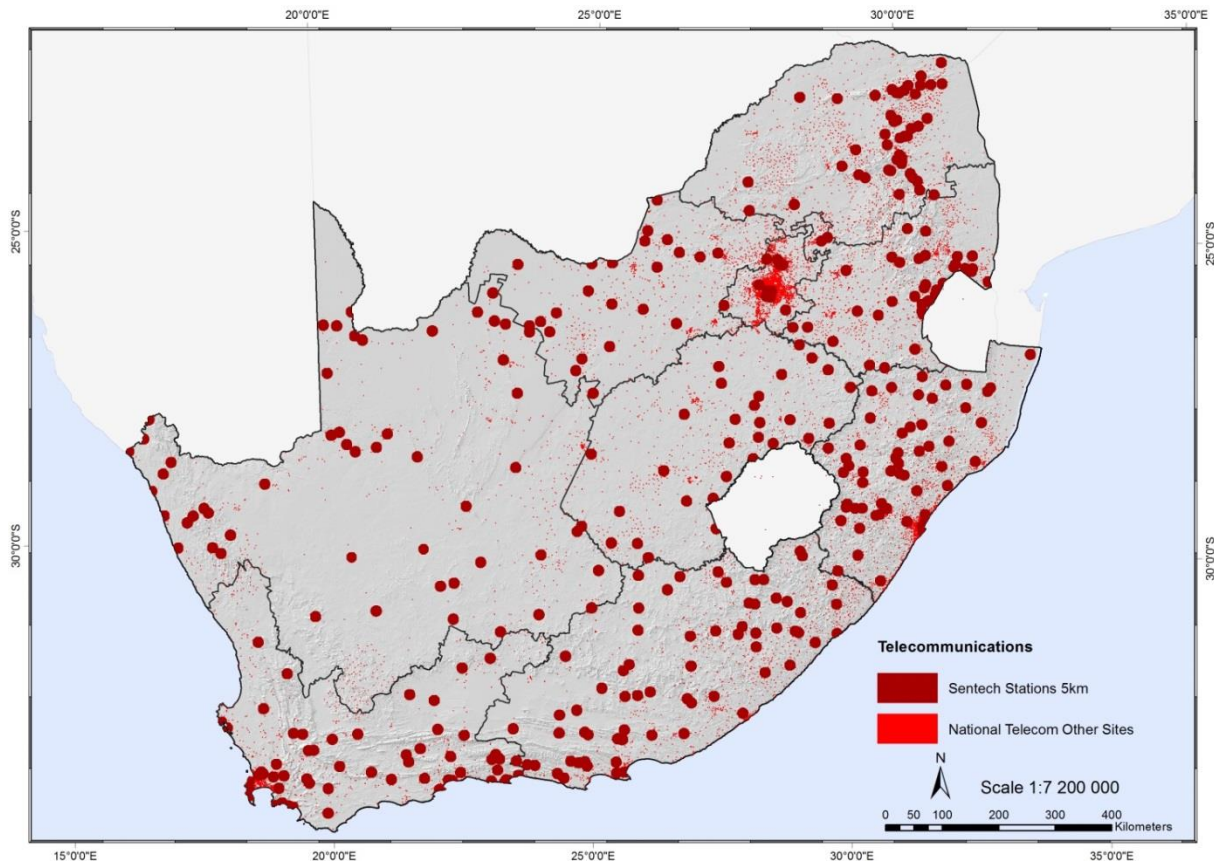 20°0'0"E 25°0'0"E 30°0'0"E 35°0'0"E
25°0'0"S 25°0'0"S
30°0'0"S 30°0'0"S
Telecommunications
Sentech Stations 5km
National Telecom Other Sites
N
Scale 1:7 200 000
0 50 100 200 300 400
Kilometers
15°0'0"E 20°0'0"E 25°0'0"E 30°0'0"E 35°0'0"E